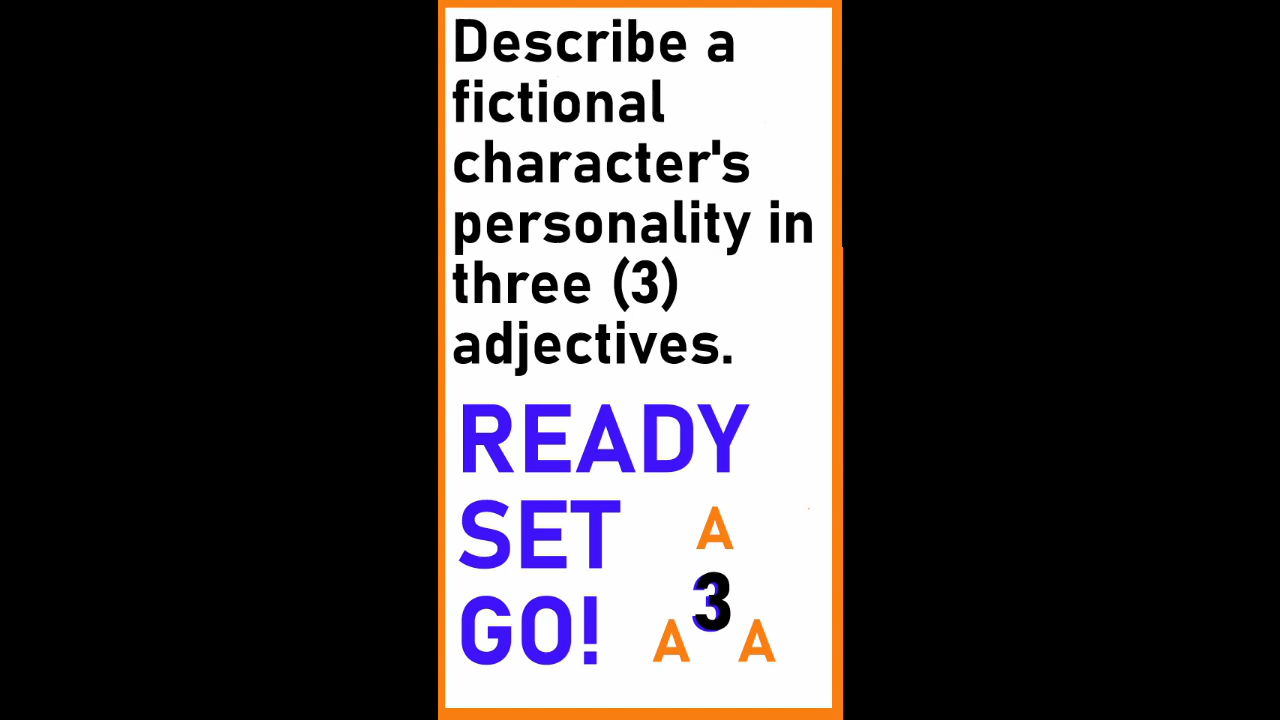 Describe a
fictional
character's
personality in
three (3)
adjectives.
READY
SET
GO!
A
3
A A